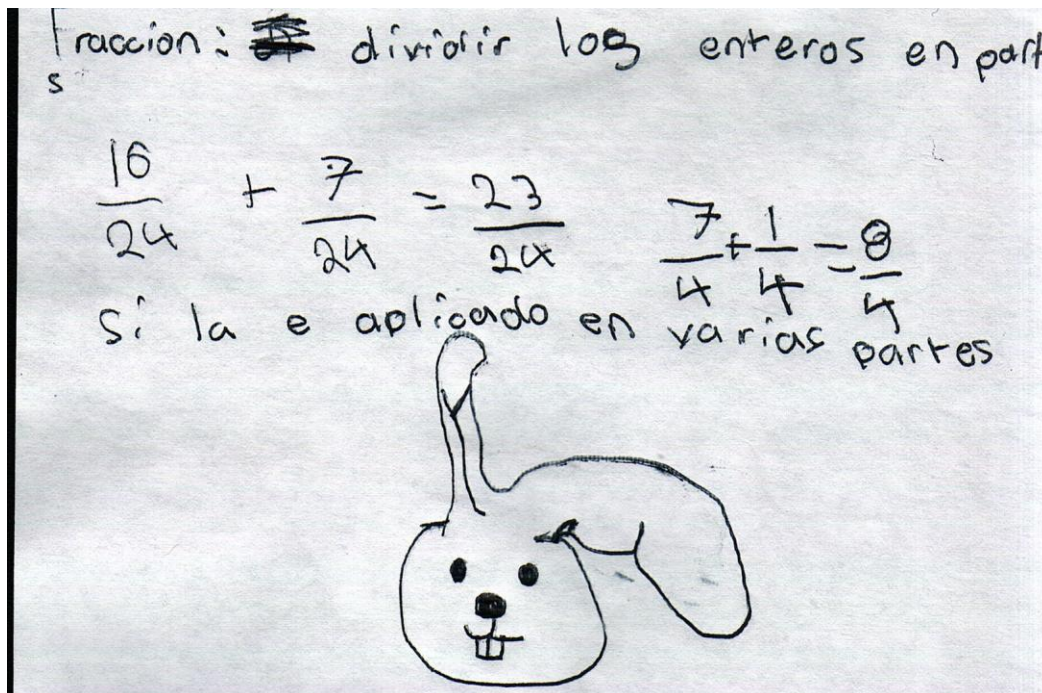 fraccion: dividir los enteros en part
s
16/24 + 7/24 = 23/24 7/4 + 1/4 = 8/4
Si la e aplicado en varias partes